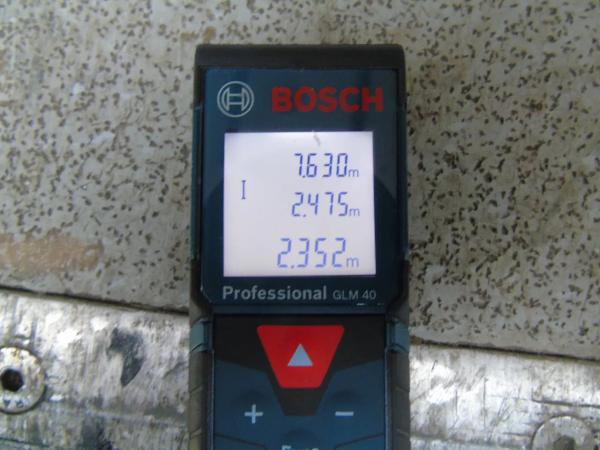 BOSCH
7.630m
I
2.475m
2.352m
Professional GLM 40
+ −